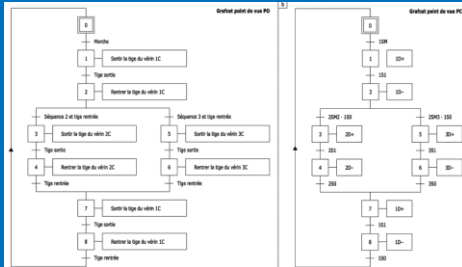 Grafcet point de vue PO
0
Marche
1 Sortir la tige du vérin 1C
Tige sortie
2 Rentrer la tige du vérin 1C
Séquence 2 et tige rentrée Séquence 3 et tige rentrée
3 Sortir la tige du vérin 2C 5 Sortir la tige du vérin 3C
Tige sortie Tige sortie
4 Rentrer la tige du vérin 2C 6 Rentrer la tige du vérin 3C
Tige rentrée Tige rentrée
7 Sortir la tige du vérin 1C
Tige sortie
8 Rentrer la tige du vérin 1C
Tige rentrée
Grafcet point de vue PC
0
1SM
1 1D+
1S1
2 1D-
2SM2 - 1S0 2SM3 - 1S0
3 2D+ 5 3D+
2S1 3S1
4 2D- 6 3D-
2S0 3S0
7 1D+
1S1
8 1D-
1S0